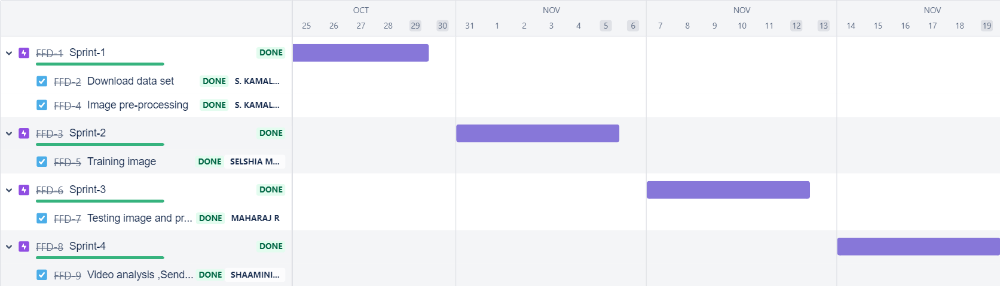 OCT NOV NOV NOV
25 26 27 28 29 30 31 1 2 3 4 5 6 7 8 9 10 11 12 13 14 15 16 17 18 19
FFD-1 Sprint-1 DONE
FFD-2 Download data set DONE S. KAMAL...
FFD-4 Image pre-processing DONE S. KAMAL...
FFD-3 Sprint-2 DONE
FFD-5 Training image DONE SELSHIA M...
FFD-6 Sprint-3 DONE
FFD-7 Testing image and pr... DONE MAHARAJ R
FFD-8 Sprint-4 DONE
FFD-9 Video analysis ,Send... DONE SHAAMINI...